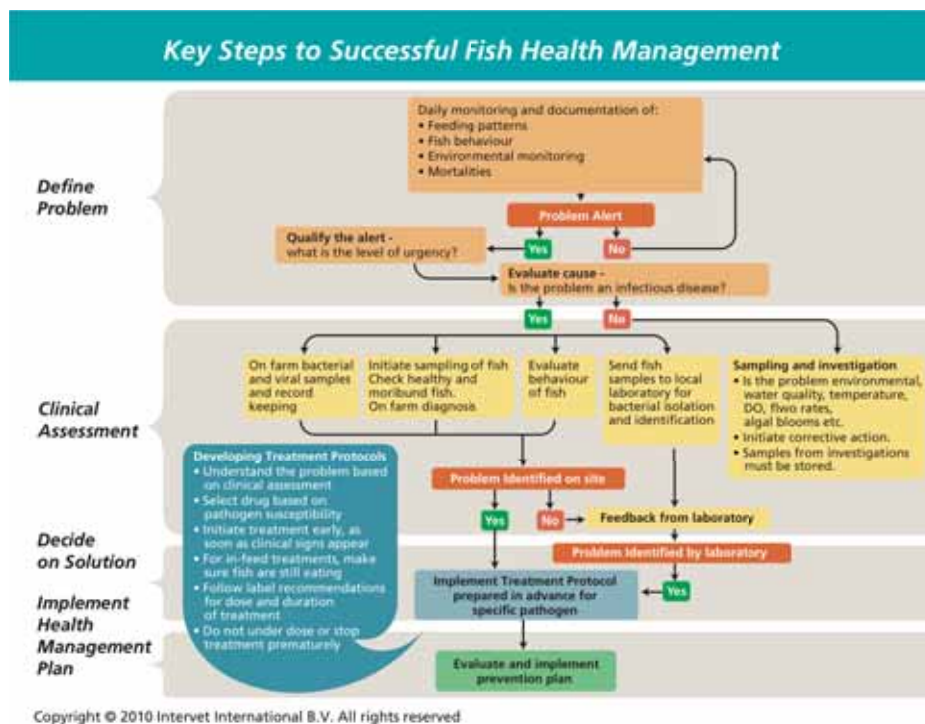 Key Steps to Successful Fish Health Management
Define
Problem
Daily monitoring and documentation of:
• Feeding patterns
• Fish behaviour
• Environmental monitoring
• Mortalities
Problem Alert
Yes
No
Qualify the alert -
what is the level of urgency?
Evaluate cause -
Is the problem an infectious disease?
Yes
No
Clinical
Assessment
On farm bacterial
and viral samples
and record
keeping
Initiate sampling of fish
Check healthy and
moribund fish.
On farm diagnosis
Evaluate
behaviour
of fish
Send fish
samples to local
laboratory for
bacterial isolation
and identification
Sampling and investigation
• Is the problem environmental,
water quality, temperature,
DO, flwo rates,
algal blooms etc.
• Initiate corrective action.
• Samples from investigations
must be stored.
Developing Treatment Protocols
• Understand the problem based
on clinical assessment
• Select drug based on
pathogen susceptibility
• Initiate treatment early, as
soon as clinical signs appear
• For in-feed treatments, make
sure fish are still eating
• Follow label recommendations
for dose and duration
of treatment
• Do not under dose or stop
treatment prematurely
Problem Identified on site
Yes
No
Feedback from laboratory
Decide
on Solution
Problem Identified by laboratory
Yes
Implement Treatment Protocol
prepared in advance for
specific pathogen
Implement
Health
Management
Plan
Evaluate and implement
prevention plan
Copyright © 2010 Intervet International B.V. All rights reserved